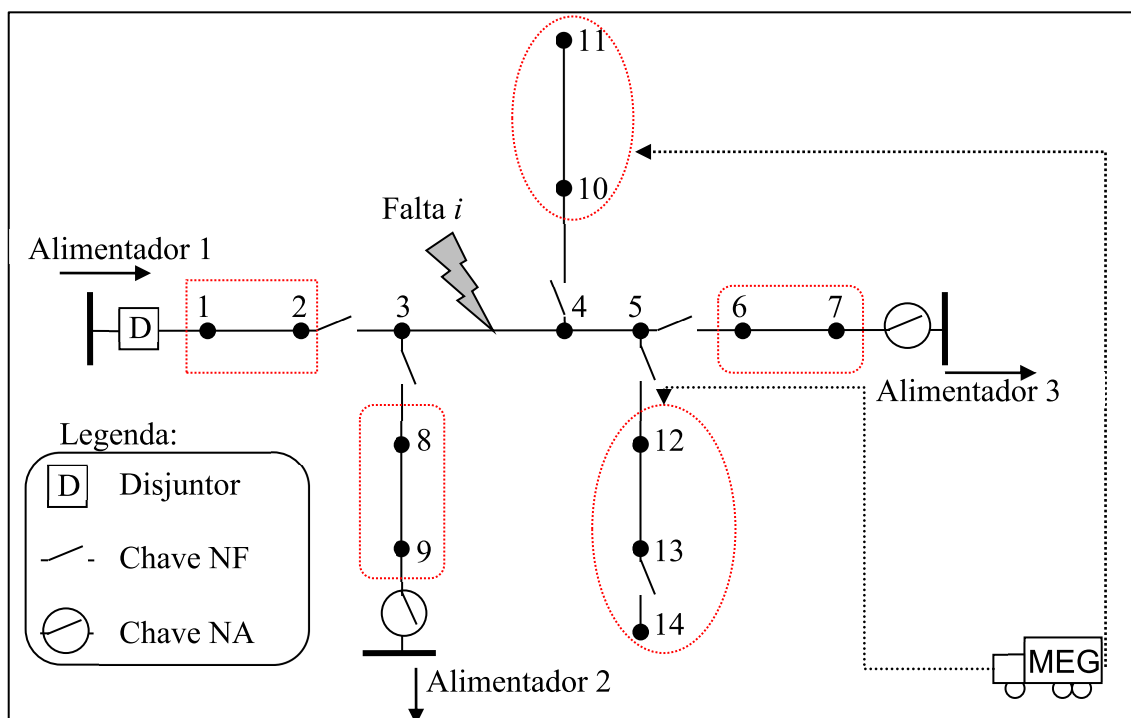 11
10
Falta i
Alimentador 1
D
1
2
3
4
5
6
7
Alimentador 3
8
9
12
13
14
Legenda:
D Disjuntor
Chave NF
Chave NA
Alimentador 2
MEG